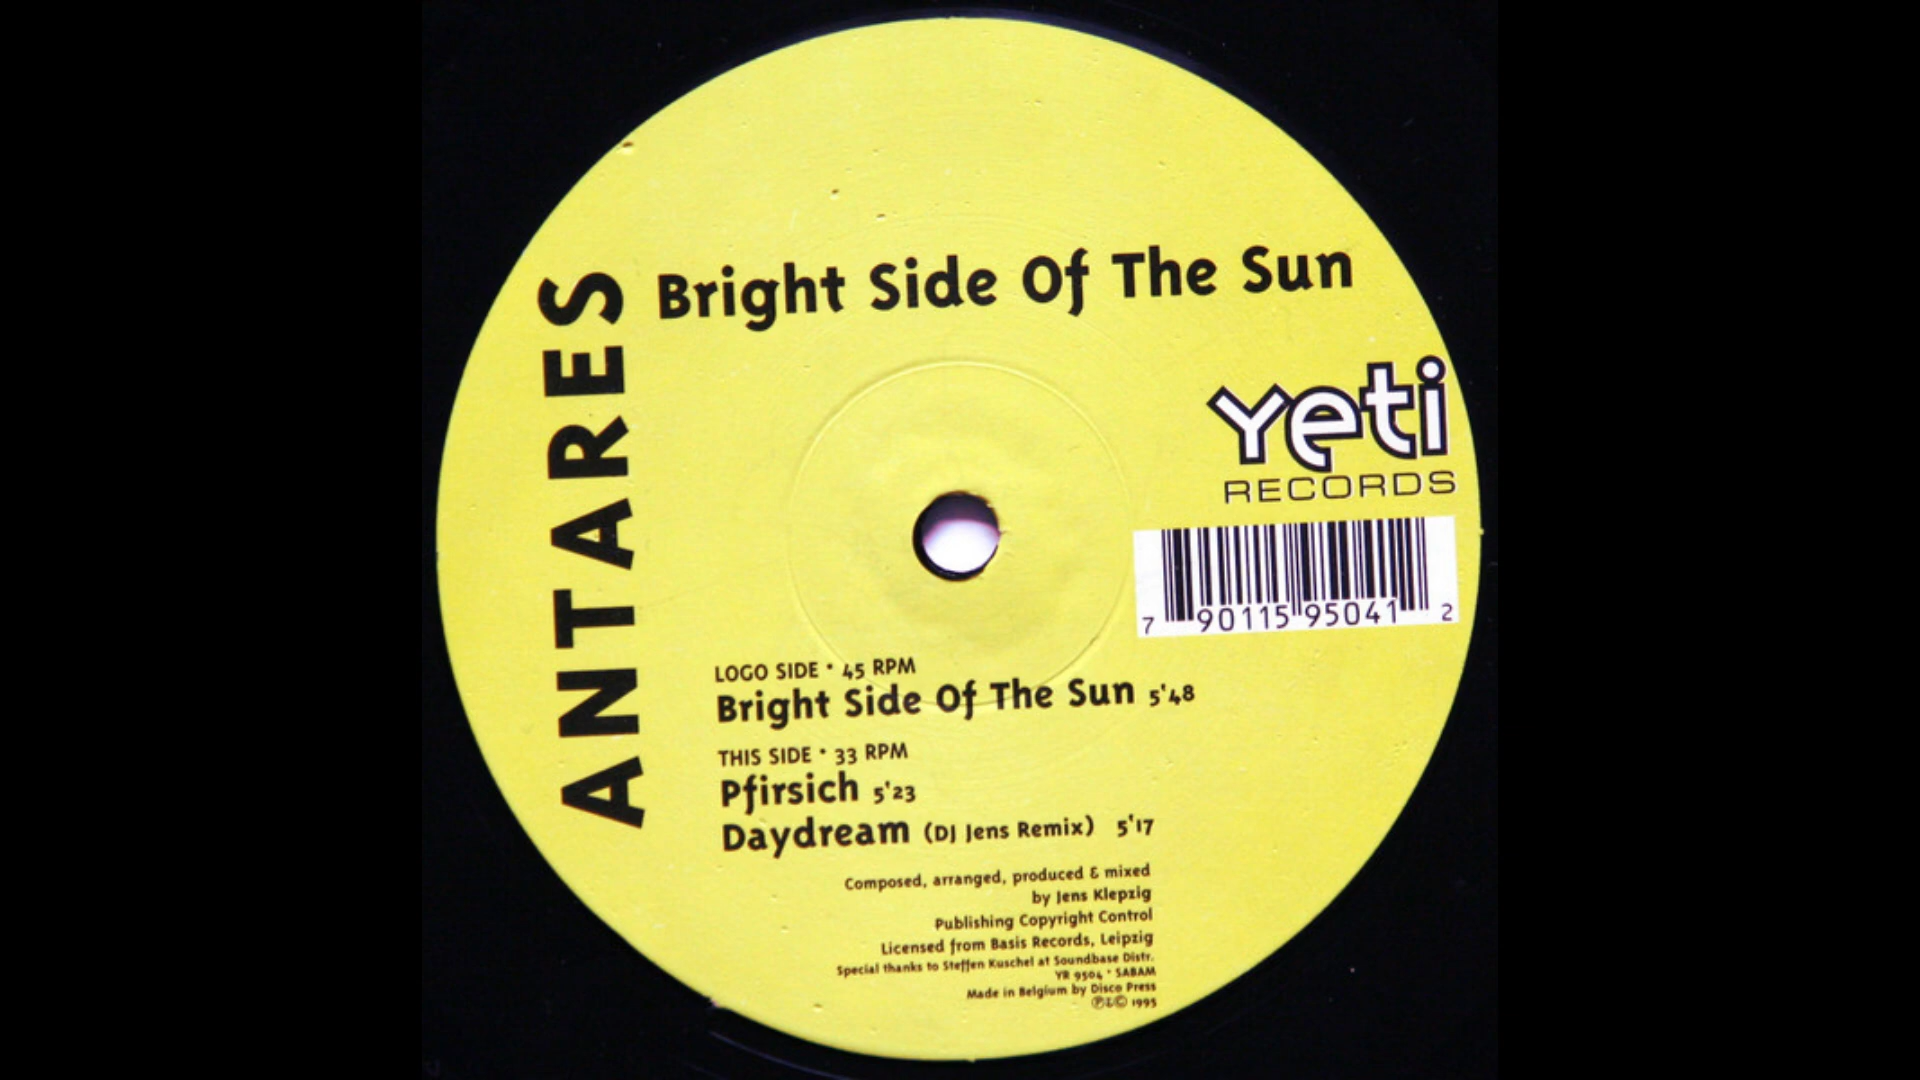 ANTARES
Bright Side Of The Sun
yeti
RECORDS
7 90115 95041 2
LOGO SIDE • 45 RPM
Bright Side Of The Sun 5'48
THIS SIDE • 33 RPM
Pfirsich 5'23
Daydream (DJ Jens Remix) 5'17
Composed, arranged, produced & mixed
by Jens Klepzig
Publishing Copyright Control
Licensed from Basis Records, Leipzig
Special thanks to Steffen Kuschel at Soundbase Distr.
YR 9504 • SABAM
Made in Belgium by Disco Press
℗&© 1995